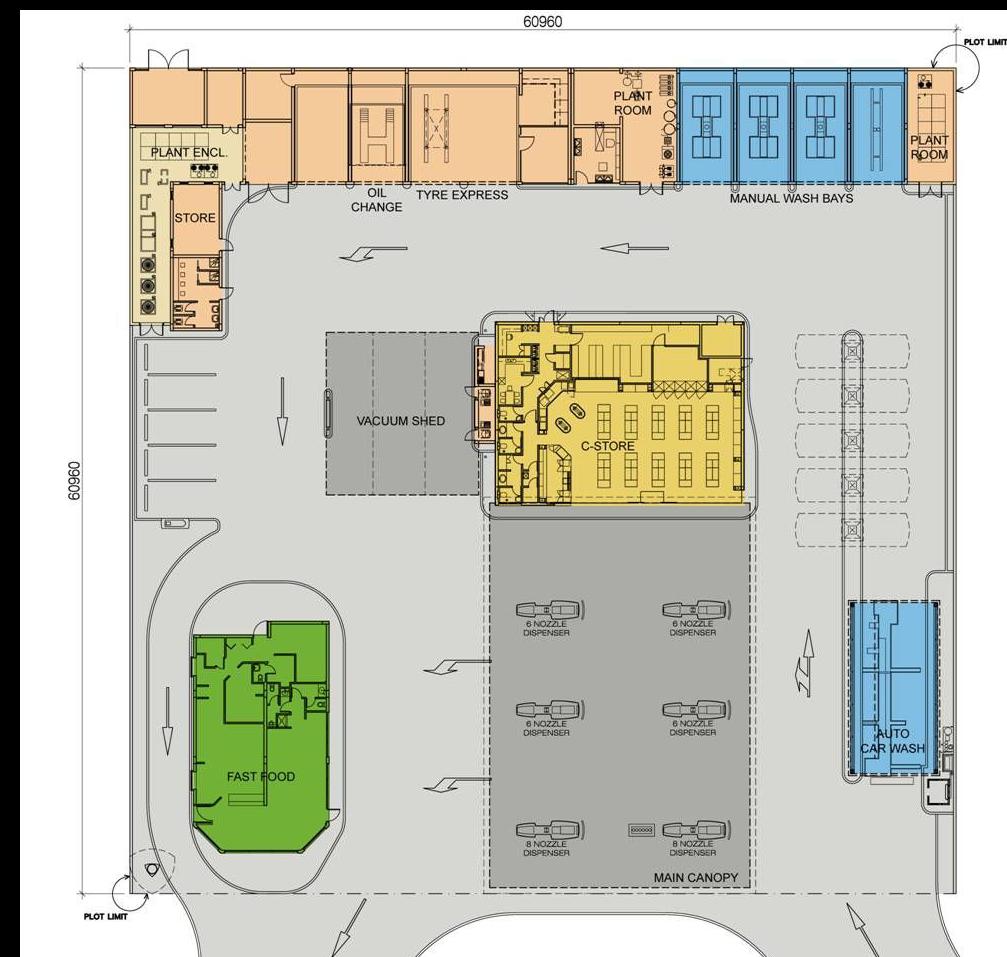 60960
PLOT LIMIT
PLANT
ROOM
PLANT
ROOM
PLANT ENCL.
OIL
CHANGE
TYRE EXPRESS
MANUAL WASH BAYS
STORE
VACUUM SHED
C-STORE
60960
6 NOZZLE
DISPENSER
6 NOZZLE
DISPENSER
6 NOZZLE
DISPENSER
6 NOZZLE
DISPENSER
AUTO
CAR WASH
FAST FOOD
8 NOZZLE
DISPENSER
8 NOZZLE
DISPENSER
MAIN CANOPY
PLOT LIMIT